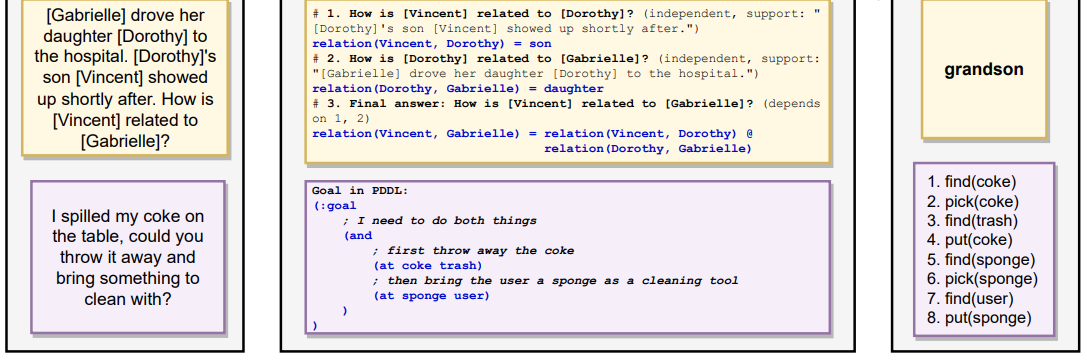 [Gabrielle] drove her
daughter [Dorothy] to
the hospital. [Dorothy]'s
son [Vincent] showed
up shortly after. How is
[Vincent] related to
[Gabrielle]?
I spilled my coke on
the table, could you
throw it away and
bring something to
clean with?
# 1. How is [Vincent] related to [Dorothy]? (independent, support: "
[Dorothy]'s son [Vincent] showed up shortly after.")
relation(Vincent, Dorothy) = son
# 2. How is [Dorothy] related to [Gabrielle]? (independent, support:
"[Gabrielle] drove her daughter [Dorothy] to the hospital.")
relation(Dorothy, Gabrielle) = daughter
# 3. Final answer: How is [Vincent] related to [Gabrielle]? (depends
on 1, 2)
relation(Vincent, Gabrielle) = relation(Vincent, Dorothy) @
relation(Dorothy, Gabrielle)
Goal in PDDL:
(:goal
; I need to do both things
(and
; first throw away the coke
(at coke trash)
; then bring the user a sponge as a cleaning tool
(at sponge user)
)
)
grandson
1. find(coke)
2. pick(coke)
3. find(trash)
4. put(coke)
5. find(sponge)
6. pick(sponge)
7. find(user)
8. put(sponge)